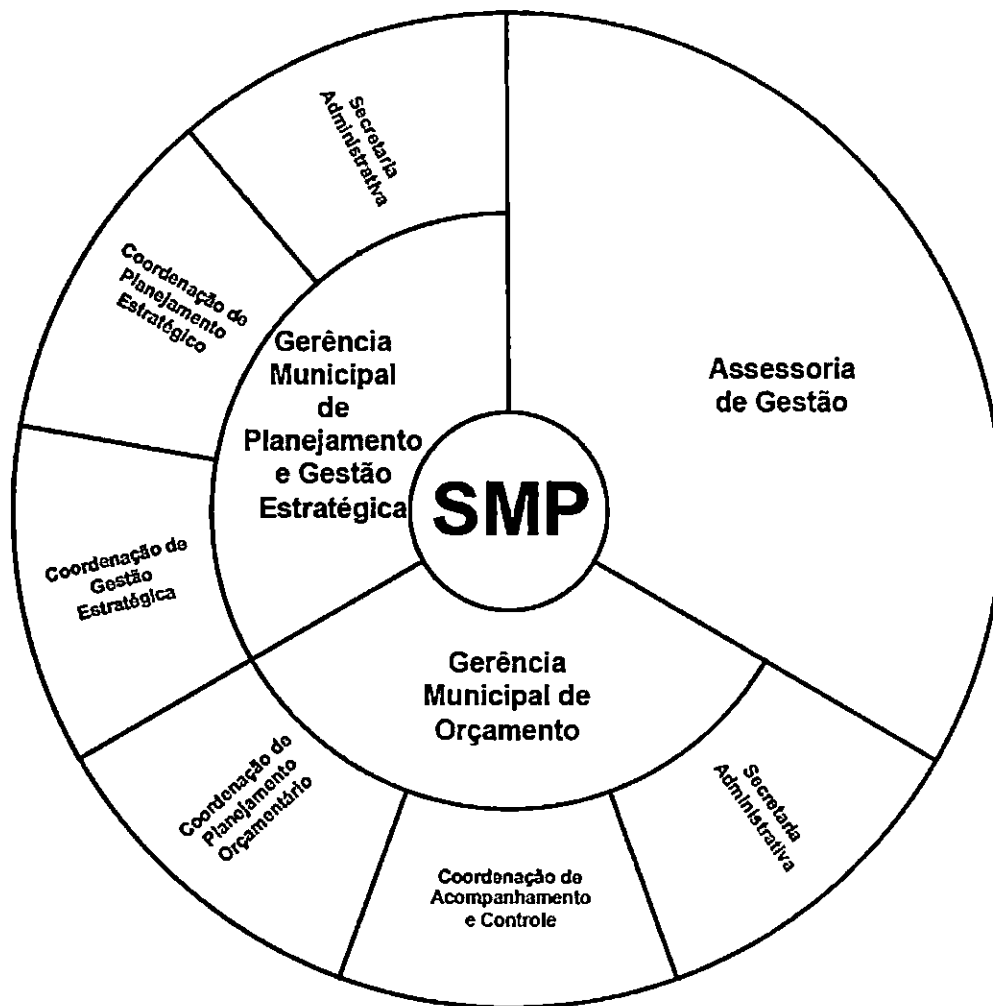 Secretaria
Administrativa
Coordenação de
Planejamento
Estratégico
Gerência
Municipal
de
Planejamento
e Gestão
Estratégica
Assessoria
de Gestão
SMP
Coordenação de
Gestão
Estratégica
Gerência
Municipal de
Orçamento
Coordenação de
Planejamento
Orçamentário
Secretaria
Administrativa
Coordenação de
Acompanhamento
e Controle